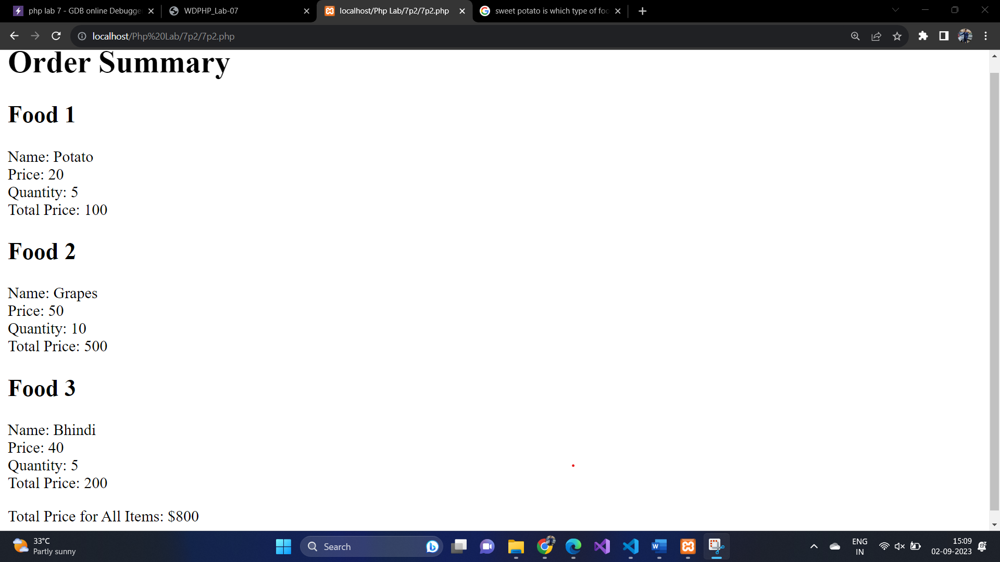 php lab 7 - GDB online Debugge
WDPHP_Lab-07
localhost/Php Lab/7p2/7p2.php
sweet potato is which type of foo
localhost/Php%20Lab/7p2/7p2.php
Order Summary
Food 1
Name: Potato
Price: 20
Quantity: 5
Total Price: 100
Food 2
Name: Grapes
Price: 50
Quantity: 10
Total Price: 500
Food 3
Name: Bhindi
Price: 40
Quantity: 5
Total Price: 200
Total Price for All Items: $800
33°C
Partly sunny
Search
ENG
IN
15:09
02-09-2023